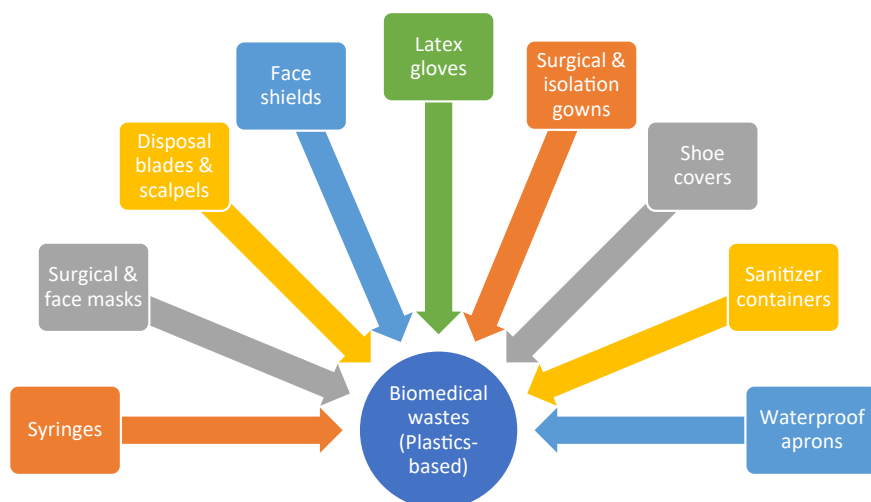 Latex
gloves
Face
shields
Surgical &
isolation
gowns
Disposal
blades &
scalpels
Shoe
covers
Surgical &
face masks
Sanitizer
containers
Syringes
Biomedical
wastes
(Plastics-
based)
Waterproof
aprons